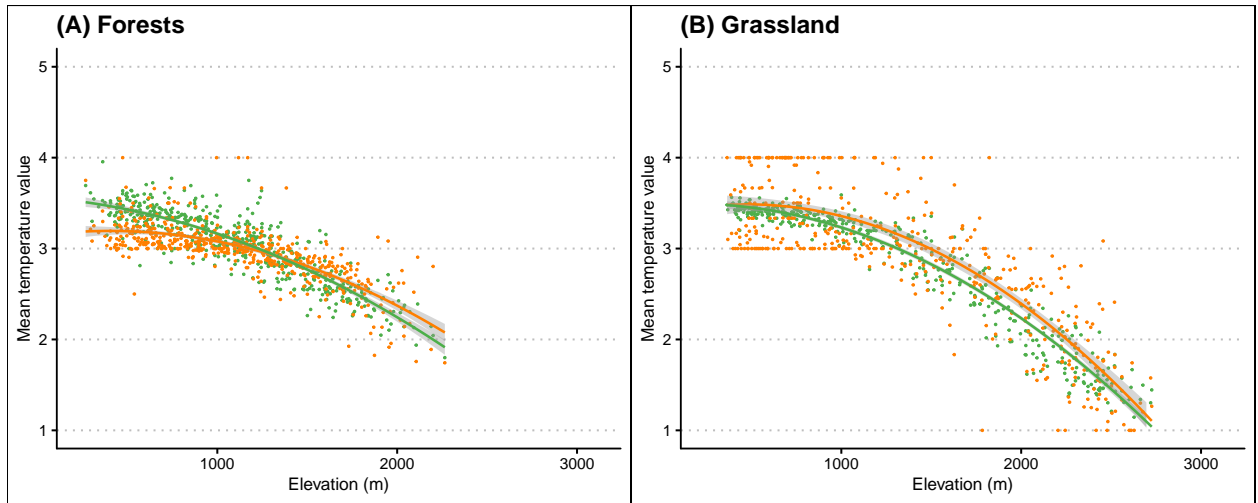 (A) Forests
5
4
3
2
1
Mean temperature value
1000
2000
3000
Elevation (m)
(B) Grassland
5
4
3
2
1
Mean temperature value
1000
2000
3000
Elevation (m)